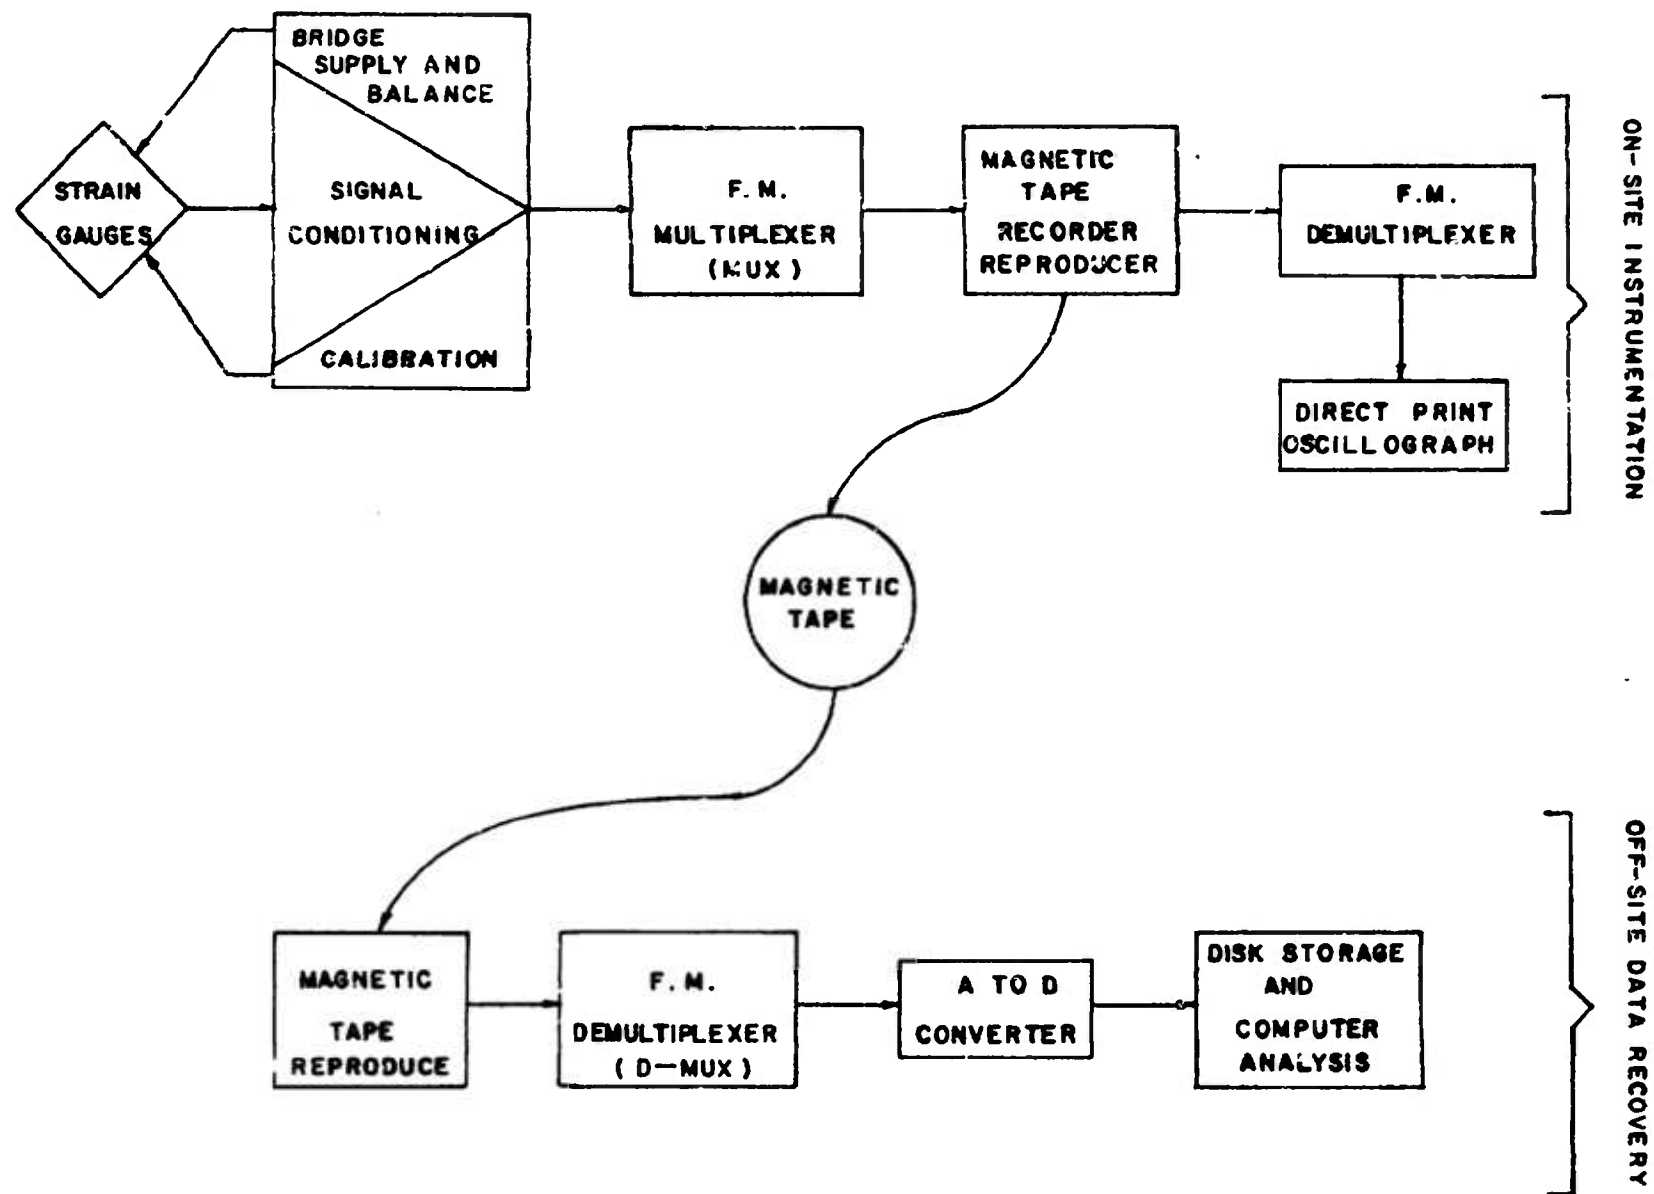 BRIDGE
SUPPLY AND
BALANCE
STRAIN
GAUGES
SIGNAL
CONDITIONING
CALIBRATION
F. M.
MULTIPLEXER
(MUX)
MAGNETIC
TAPE
RECORDER
REPRODUCER
F.M.
DEMULTIPLEXER
DIRECT PRINT
OSCILLOGRAPH
ON-SITE INSTRUMENTATION
MAGNETIC
TAPE
MAGNETIC
TAPE
REPRODUCE
F. M.
DEMULTIPLEXER
(D-MUX)
A TO D
CONVERTER
DISK STORAGE
AND
COMPUTER
ANALYSIS
OFF-SITE DATA RECOVERY